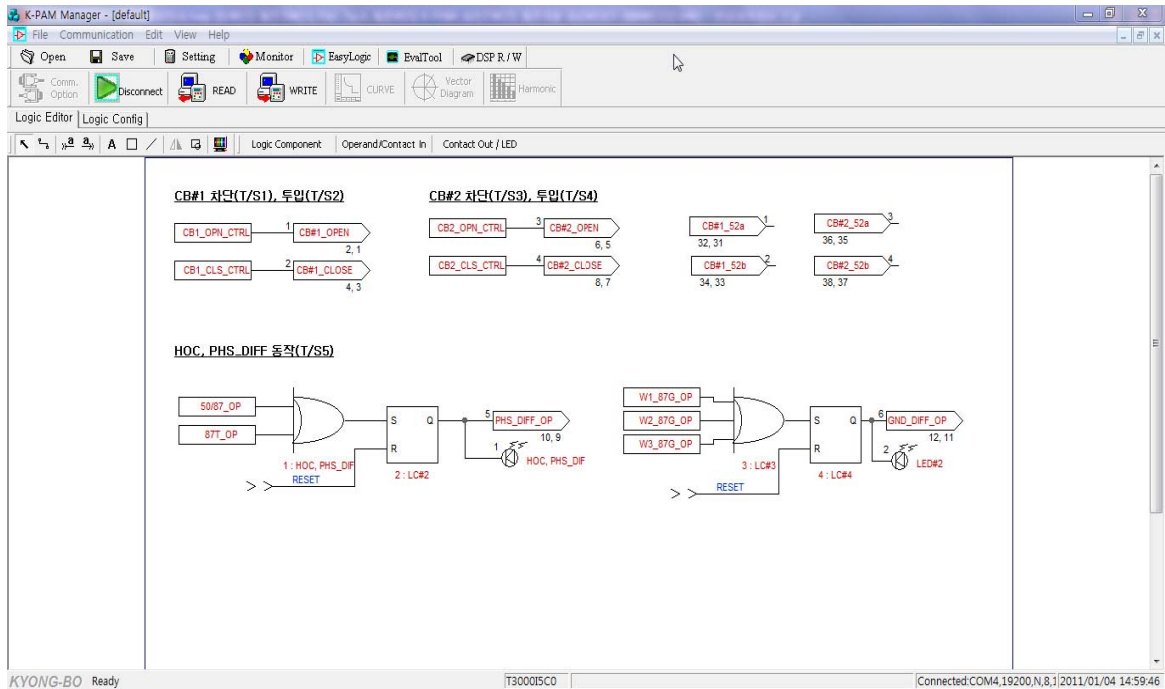 K-PAM Manager - [default]
File Communication Edit View Help
Open Save Setting Monitor EasyLogic EvalTool DSP R / W
Comm. Option Disconnect READ WRITE CURVE Vector Diagram Harmonic
Logic Editor Logic Config
a a A Logic Component Operand/Contact In Contact Out / LED
CB#1 차단(T/S1), 투입(T/S2) CB#2 차단(T/S3), 투입(T/S4)
CB1_OPN_CTRL 1 CB#1_OPEN 2, 1
CB2_OPN_CTRL 3 CB#2_OPEN 6, 5
CB#1_52a 1 32, 31
CB#2_52a 3 36, 35
CB1_CLS_CTRL 2 CB#1_CLOSE 4, 3
CB2_CLS_CTRL 4 CB#2_CLOSE 8, 7
CB#1_52b 2 34, 33
CB#2_52b 4 38, 37
HOC, PHS_DIFF 동작(T/S5)
50/87_OP
87T_OP
1 : HOC, PHS_DIF
RESET
S Q
R
2 : LC#2
5 PHS_DIFF_OP
10, 9
1 HOC, PHS_DIF
W1_87G_OP
W2_87G_OP
W3_87G_OP
3 : LC#3
RESET
S Q
R
4 : LC#4
6 GND_DIFF_OP
12, 11
2 LED#2
KYONG-BO Ready T3000I5C0 Connected:COM4,19200,N,8,1 2011/01/04 14:59:46